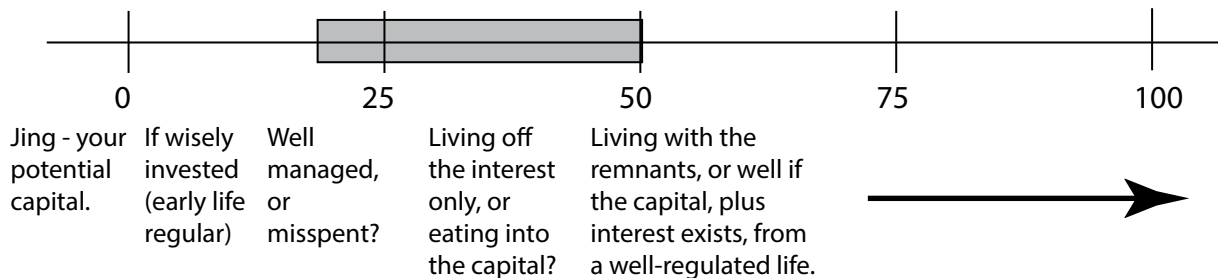 0 25 50 75 100
Jing - your
potential
capital.
If wisely
invested
(early life
regular)
Well
managed,
or
misspent?
Living off
the interest
only, or
eating into
the capital?
Living with the
remnants, or well if
the capital, plus
interest exists, from
a well-regulated life.